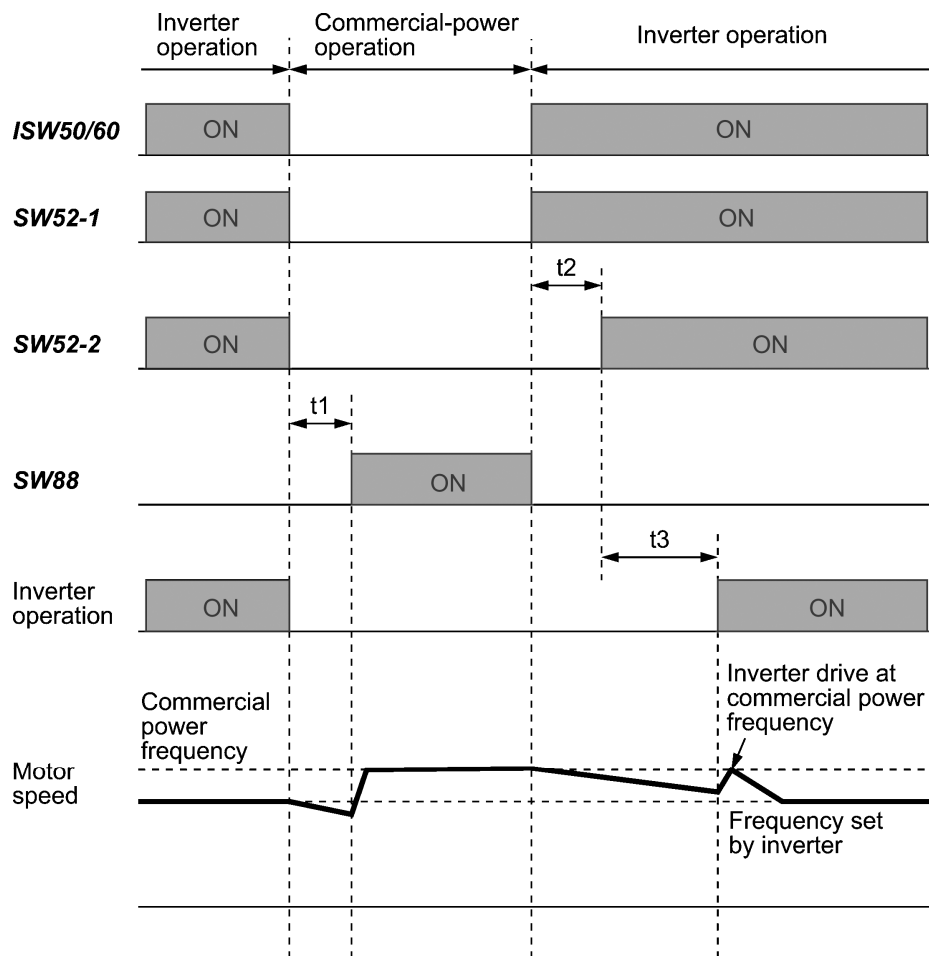 Inverter
operation
Commercial-power
operation
Inverter operation
ISW50/60
ON
ON
SW52-1
ON
ON
t2
SW52-2
ON
ON
t1
SW88
ON
t3
Inverter
operation
ON
ON
Commercial
power
frequency
Inverter drive at
commercial power
frequency
Motor
speed
Frequency set
by inverter